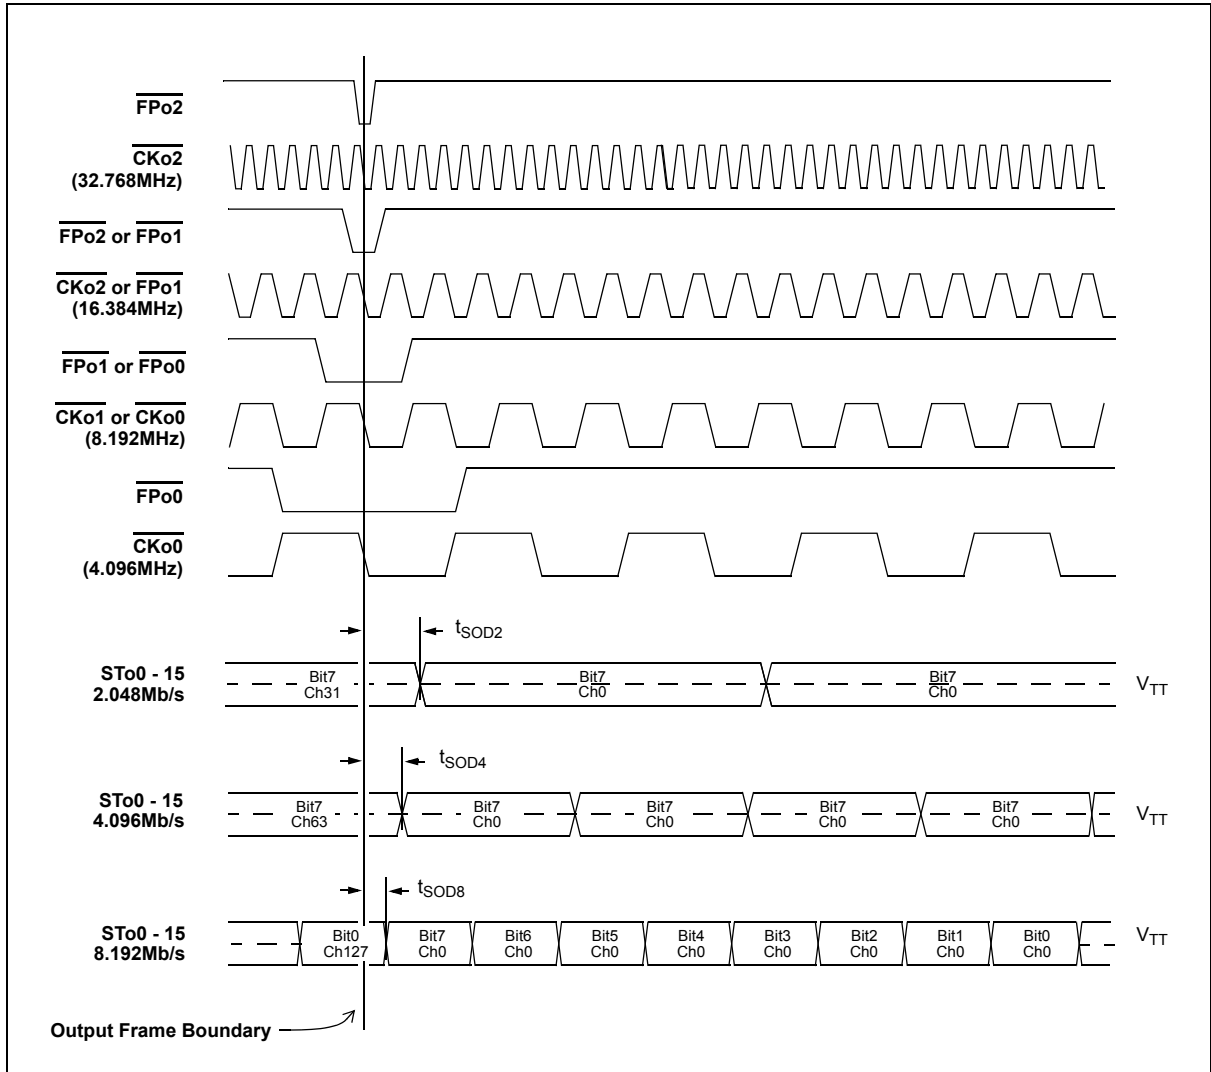 FPo2
CKo2
(32.768MHz)
FPo2 or FPo1
CKo2 or FPo1
(16.384MHz)
FPo1 or FPo0
CKo1 or CKo0
(8.192MHz)
FPo0
CKo0
(4.096MHz)
tSOD2
STo0 - 15
2.048Mb/s
Bit7
Ch31
Bit7
Ch0
Bit7
Ch0
VTT
tSOD4
STo0 - 15
4.096Mb/s
Bit7
Ch63
Bit7
Ch0
Bit7
Ch0
Bit7
Ch0
Bit7
Ch0
VTT
tSOD8
STo0 - 15
8.192Mb/s
Bit0
Ch127
Bit7
Ch0
Bit6
Ch0
Bit5
Ch0
Bit4
Ch0
Bit3
Ch0
Bit2
Ch0
Bit1
Ch0
Bit0
Ch0
VTT
Output Frame Boundary